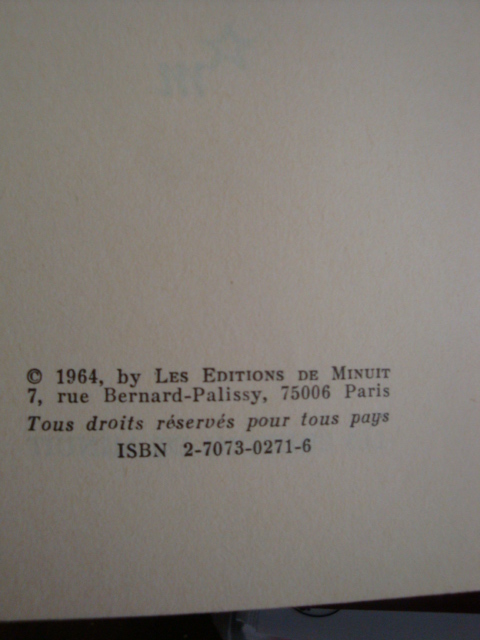 © 1964, by LES EDITIONS DE MINUIT
7, rue Bernard-Palissy, 75006 Paris
Tous droits réservés pour tous pays
ISBN 2-7073-0271-6